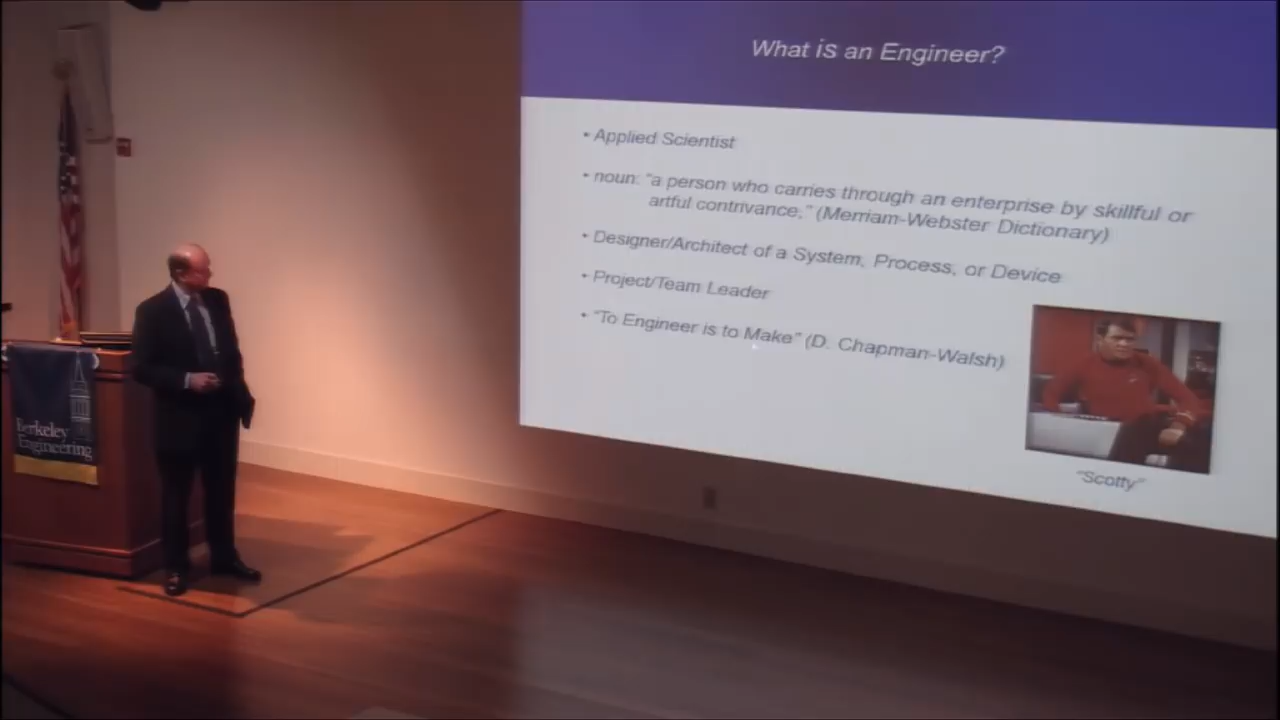 What is an Engineer?
• Applied Scientist
• noun: "a person who carries through an enterprise by skillful or
artful contrivance," (Merriam-Webster Dictionary)
• Designer/Architect of a System, Process, or Device
• Project/Team Leader
• "To Engineer is to Make" (D. Chapman-Walsh)
"Scotty"
Berkeley
Engineering